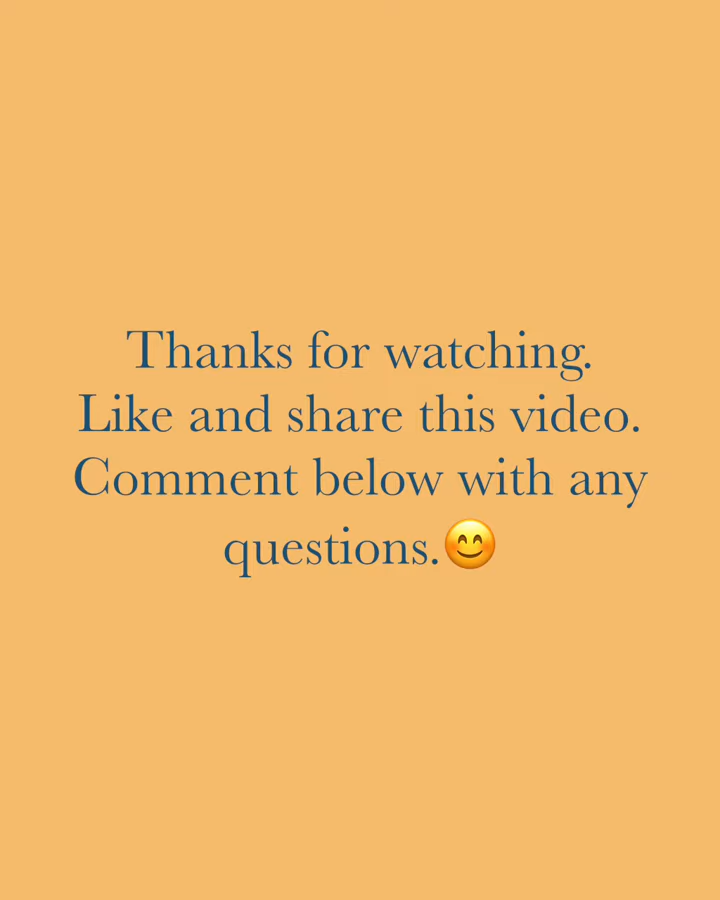 Thanks for watching.
Like and share this video.
Comment below with any
questions.😊